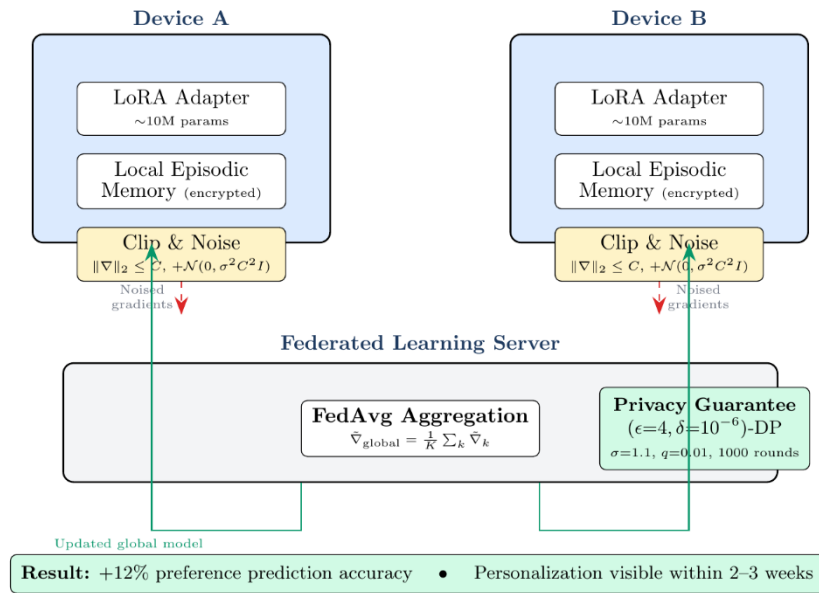 Device A
LoRA Adapter
~10M params
Local Episodic
Memory (encrypted)
Clip & Noise
‖∇‖₂ ≤ C, +𝒩(0, σ²C²I)
Noised
gradients
Device B
LoRA Adapter
~10M params
Local Episodic
Memory (encrypted)
Clip & Noise
‖∇‖₂ ≤ C, +𝒩(0, σ²C²I)
Noised
gradients
Federated Learning Server
FedAvg Aggregation
∇̃_global = 1/K ∑_k ∇̃_k
Privacy Guarantee
(ϵ=4, δ=10⁻⁶)-DP
σ=1.1, q=0.01, 1000 rounds
Updated global model
Result: +12% preference prediction accuracy • Personalization visible within 2–3 weeks